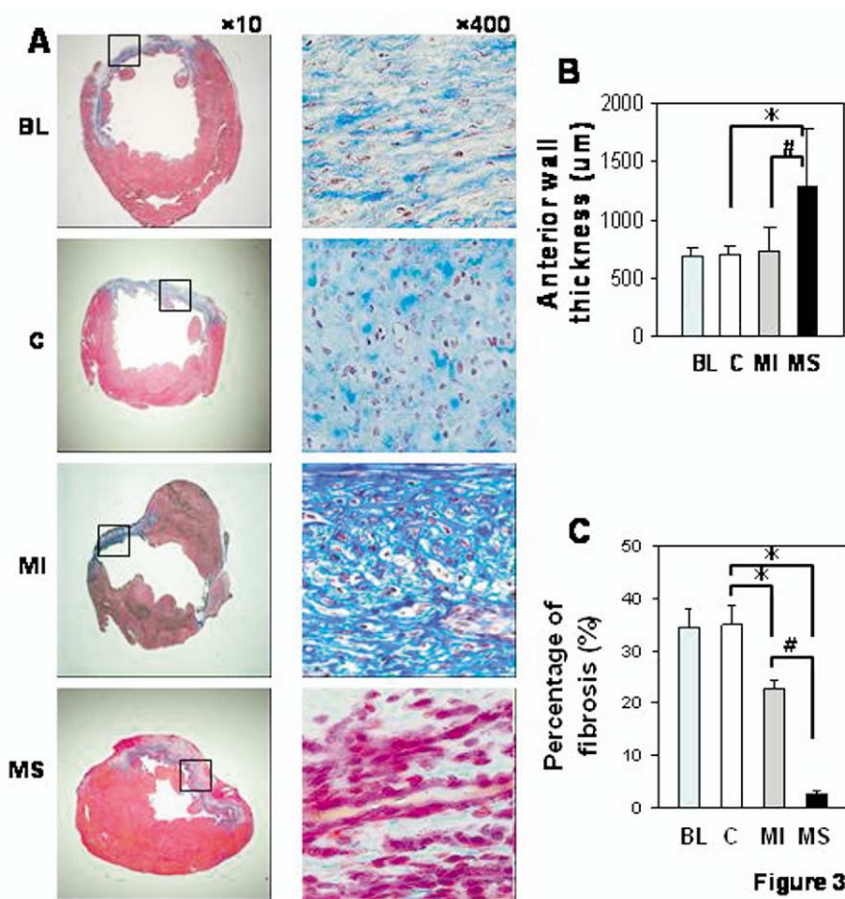 A
×10
×400
BL
C
MI
MS
B
Anterior wall
thickness (um)
2000
1500
1000
500
0
*
#
BL C MI MS
C
Percentage of
fibrosis (%)
50
40
30
20
10
0
*
*
#
BL C MI MS
Figure 3